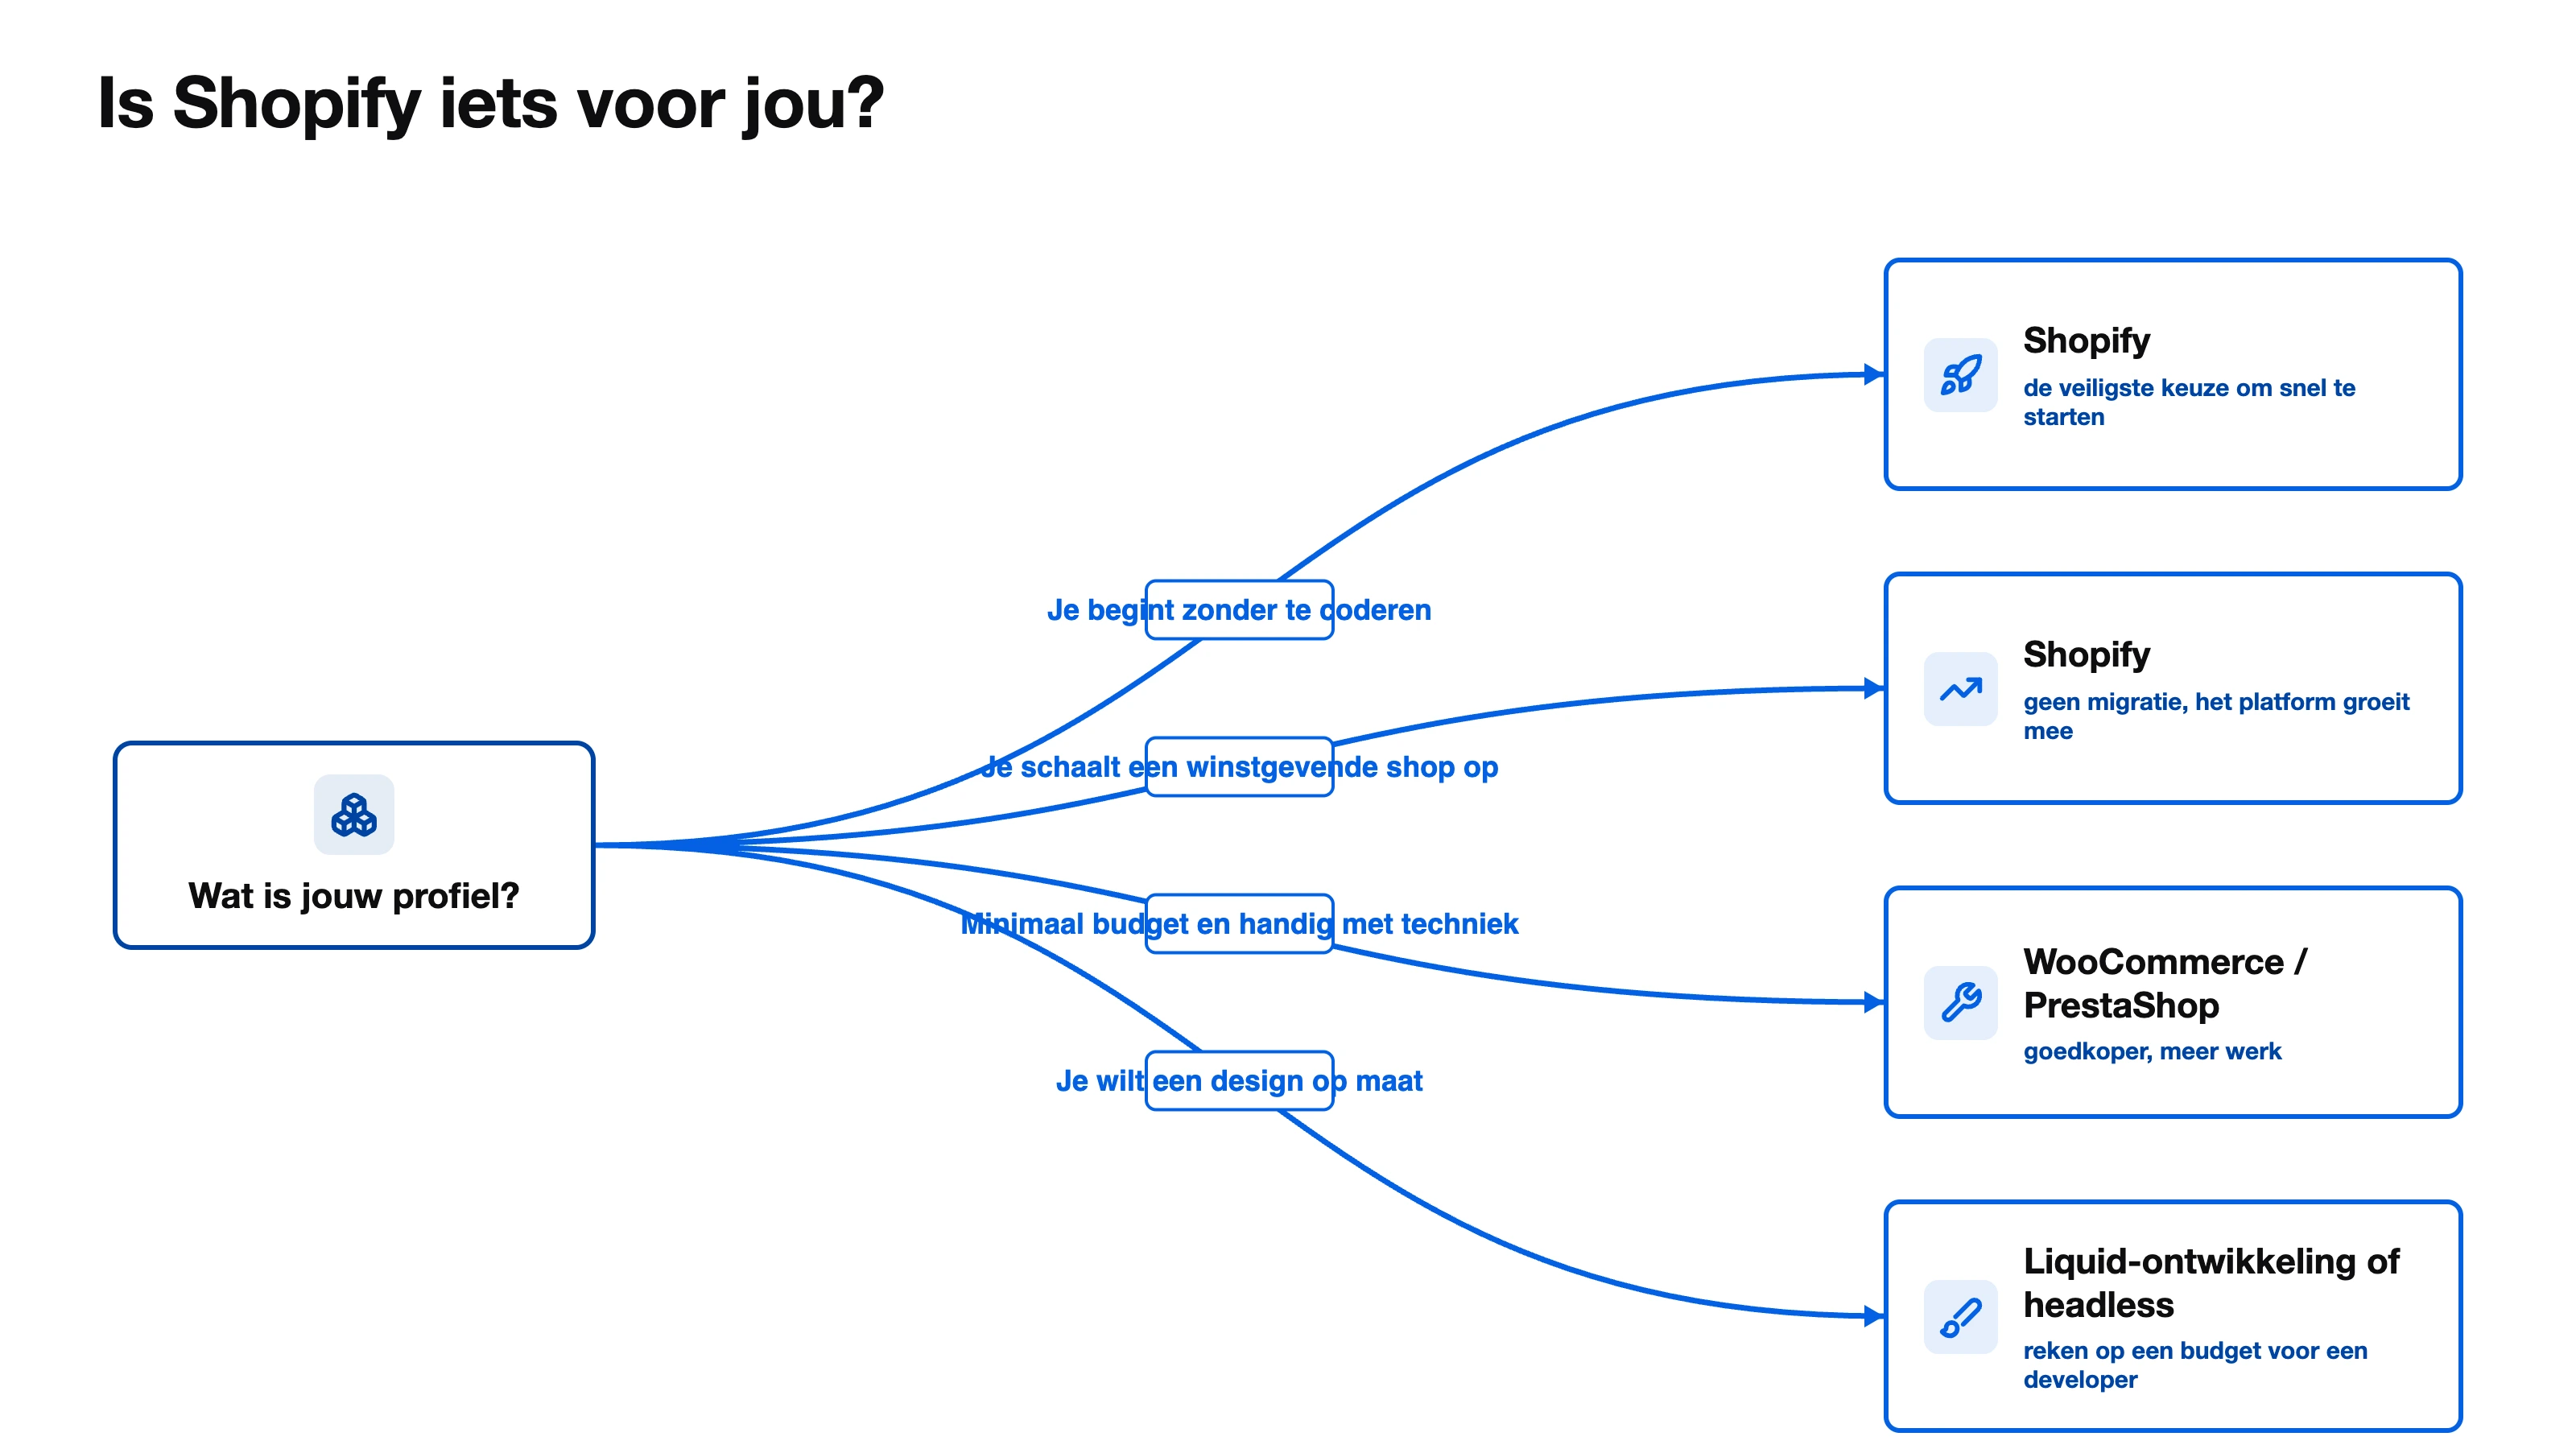 Is Shopify iets voor jou?
Wat is jouw profiel?
Je begint zonder te coderen
Je schaalt een winstgevende shop op
Minimaal budget en handig met techniek
Je wilt een design op maat
Shopify
de veiligste keuze om snel te
starten
Shopify
geen migratie, het platform groeit
mee
WooCommerce /
PrestaShop
goedkoper, meer werk
Liquid-ontwikkeling of
headless
reken op een budget voor een
developer